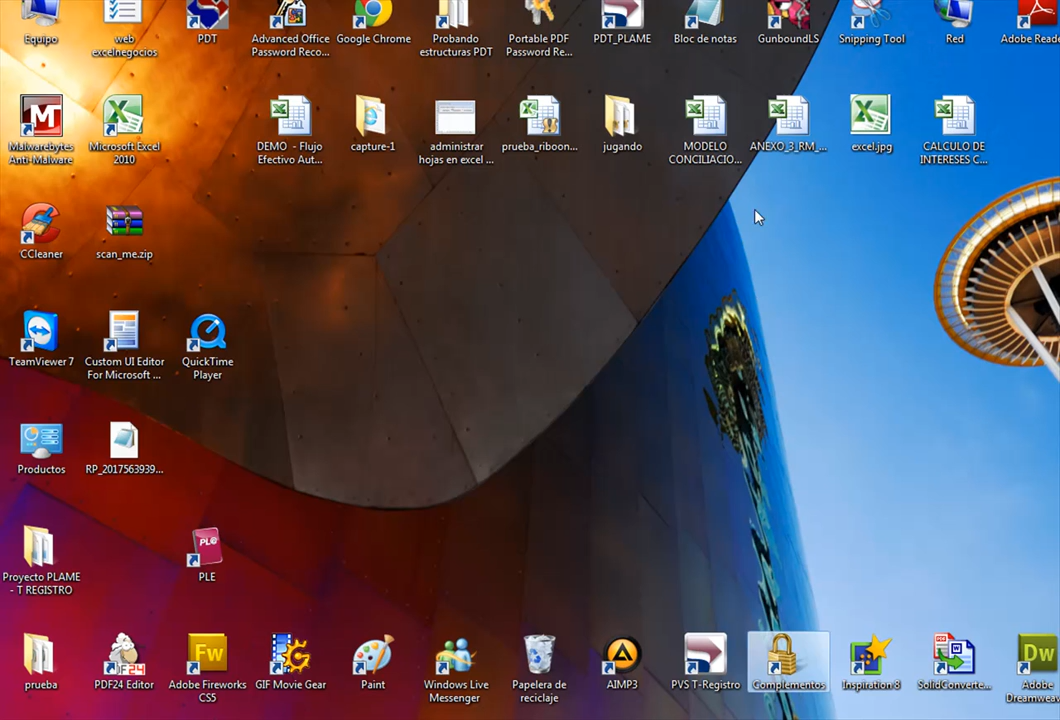 Equipo
web
excelnegocios
PDT
Advanced Office
Password Reco...
Google Chrome
Probando
estructuras PDT
Portable PDF
Password Re...
PDT_PLAME
Bloc de notas
GunboundLS
Snipping Tool
Red
Adobe Reade
Malwarebytes
Anti-Malware
Microsoft Excel
2010
DEMO - Flujo
Efectivo Aut...
capture-1
administrar
hojas en excel ...
prueba_riboon...
jugando
MODELO
CONCILIACIO...
ANEXO_3_RM_...
excel.jpg
CALCULO DE
INTERESES C...
CCleaner
scan_me.zip
TeamViewer 7
Custom UI Editor
For Microsoft ...
QuickTime
Player
Productos
RP_2017563939...
Proyecto PLAME
- T REGISTRO
PLE
prueba
PDF24 Editor
Adobe Fireworks
CS5
GIF Movie Gear
Paint
Windows Live
Messenger
Papelera de
reciclaje
AIMP3
PVS T-Registro
Complementos
Inspiration 8
SolidConverte...
Adobe
Dreamweav